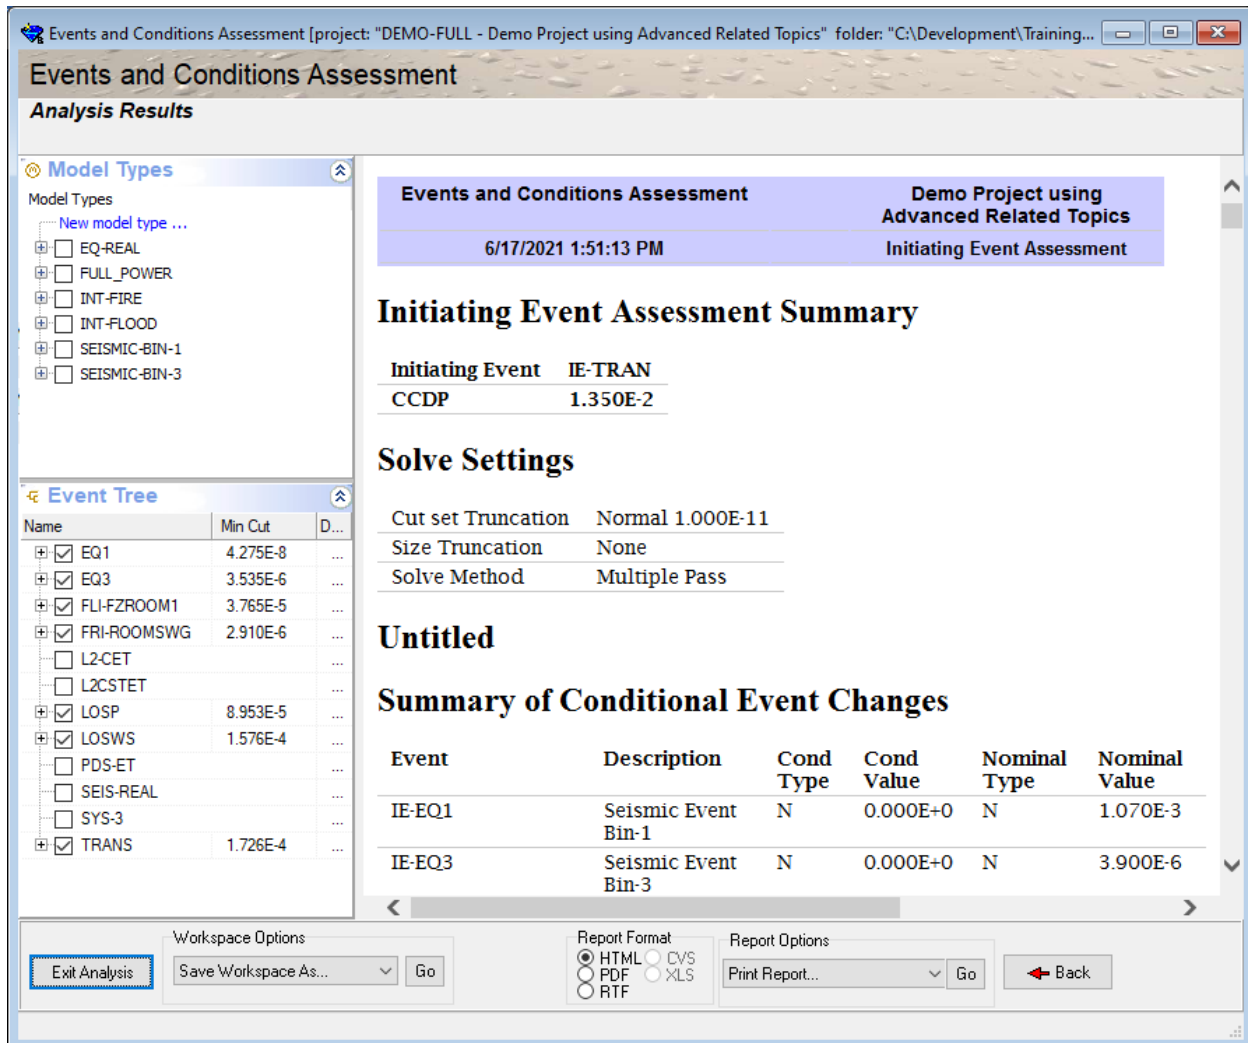 Events and Conditions Assessment [project: "DEMO-FULL - Demo Project using Advanced Related Topics" folder: "C:\Development\Training...
Events and Conditions Assessment
Analysis Results
Model Types
Model Types
New model type ...
EQ-REAL
FULL_POWER
INT-FIRE
INT-FLOOD
SEISMIC-BIN-1
SEISMIC-BIN-3
Event Tree
Name Min Cut D...
EQ1 4.275E-8 ...
EQ3 3.535E-6 ...
FLI-FZROOM1 3.765E-5 ...
FRI-ROOMSWG 2.910E-6 ...
L2-CET ...
L2CSTET ...
LOSP 8.953E-5 ...
LOSWS 1.576E-4 ...
PDS-ET ...
SEIS-REAL ...
SYS-3 ...
TRANS 1.726E-4 ...
Events and Conditions Assessment Demo Project using
Advanced Related Topics
6/17/2021 1:51:13 PM Initiating Event Assessment
Initiating Event Assessment Summary
Initiating Event IE-TRAN
CCDP 1.350E-2
Solve Settings
Cut set Truncation Normal 1.000E-11
Size Truncation None
Solve Method Multiple Pass
Untitled
Summary of Conditional Event Changes
Event Description Cond Cond Nominal Nominal
Type Value Type Value
IE-EQ1 Seismic Event N 0.000E+0 N 1.070E-3
Bin-1
IE-EQ3 Seismic Event N 0.000E+0 N 3.900E-6
Bin-3
Workspace Options
Exit Analysis Save Workspace As... Go
Report Format
HTML CVS
PDF XLS
RTF
Report Options
Print Report... Go
Back